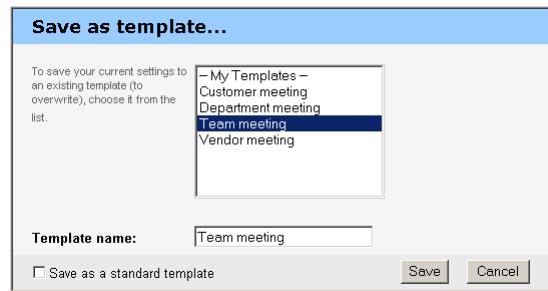 Save as template...
To save your current settings to
an existing template (to
overwrite), choose it from the
list.
– My Templates –
Customer meeting
Department meeting
Team meeting
Vendor meeting
Template name:
Team meeting
Save as a standard template
Save
Cancel